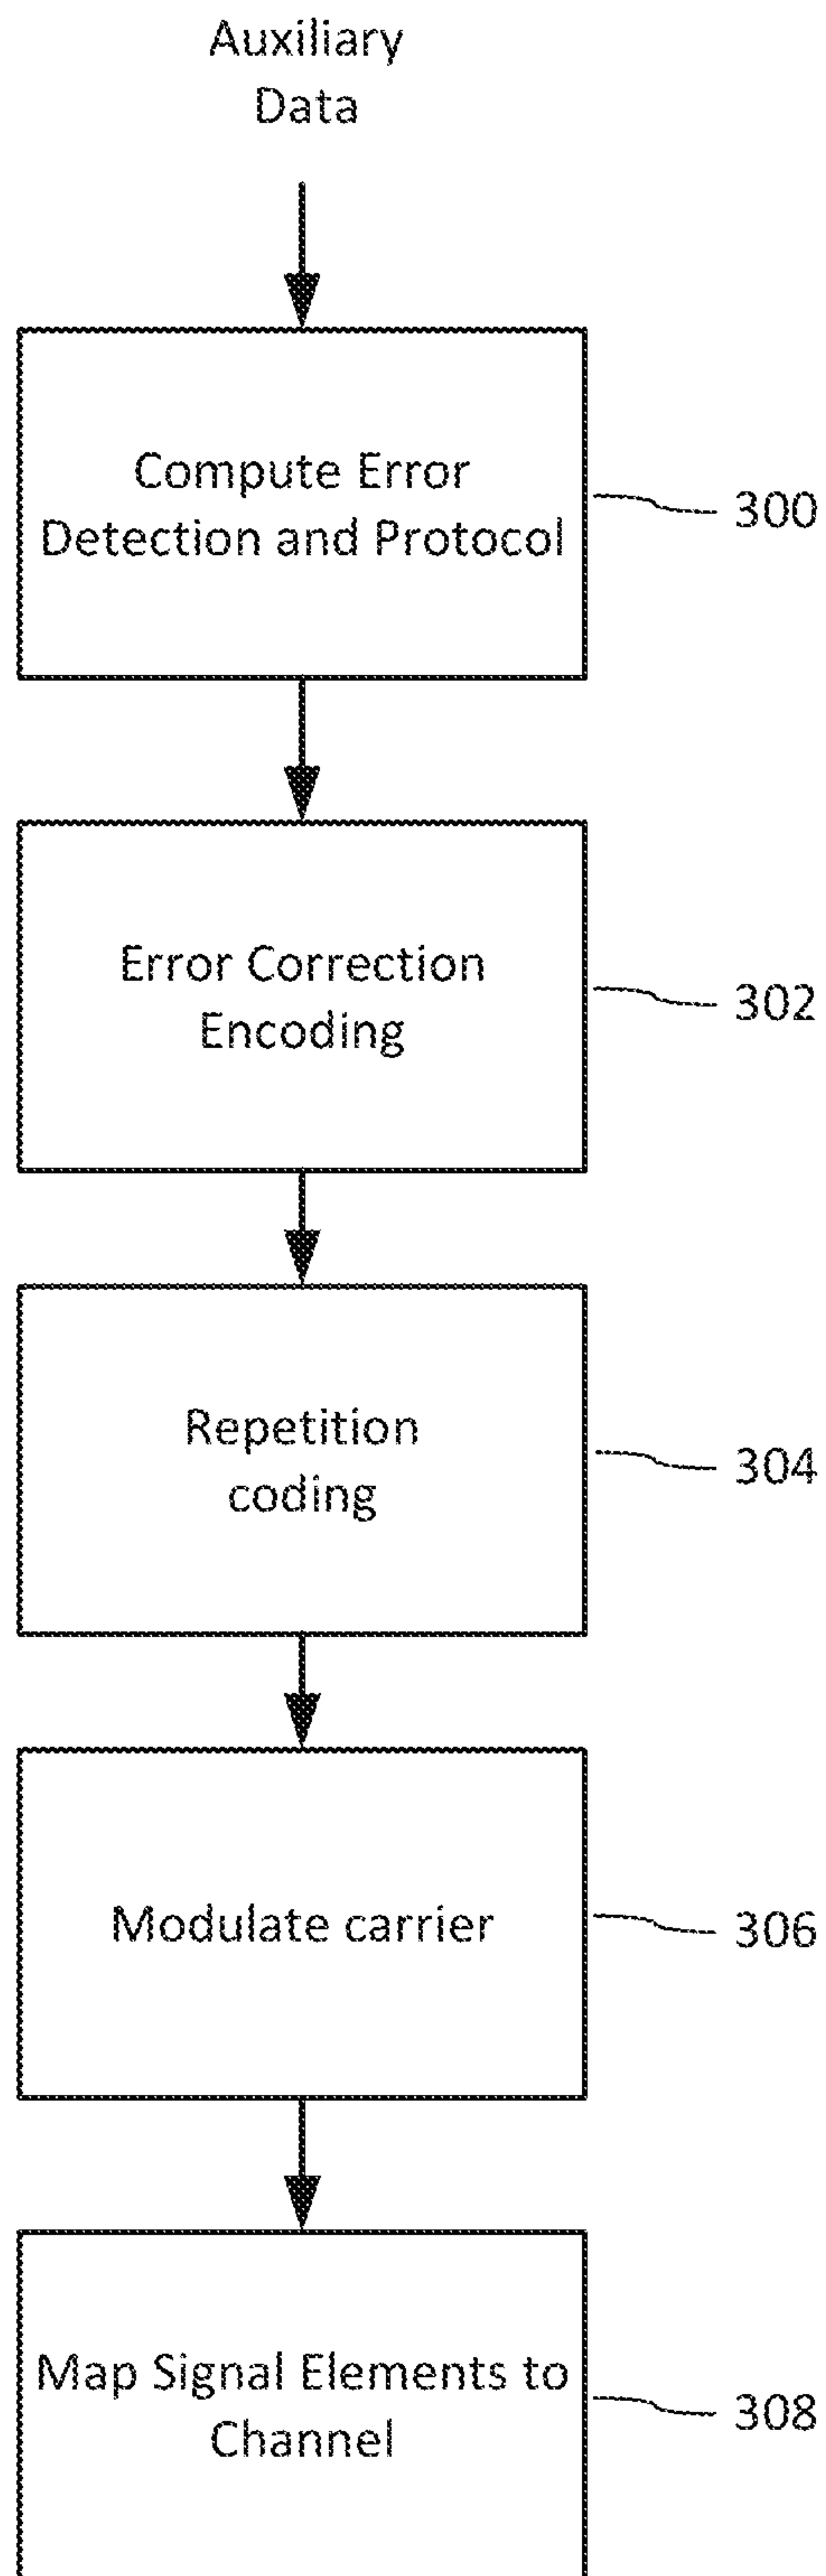 Auxiliary
Data
Compute Error
Detection and Protocol
300
Error Correction
Encoding
302
Repetition
coding
304
Modulate carrier
306
Map Signal Elements to
Channel
308